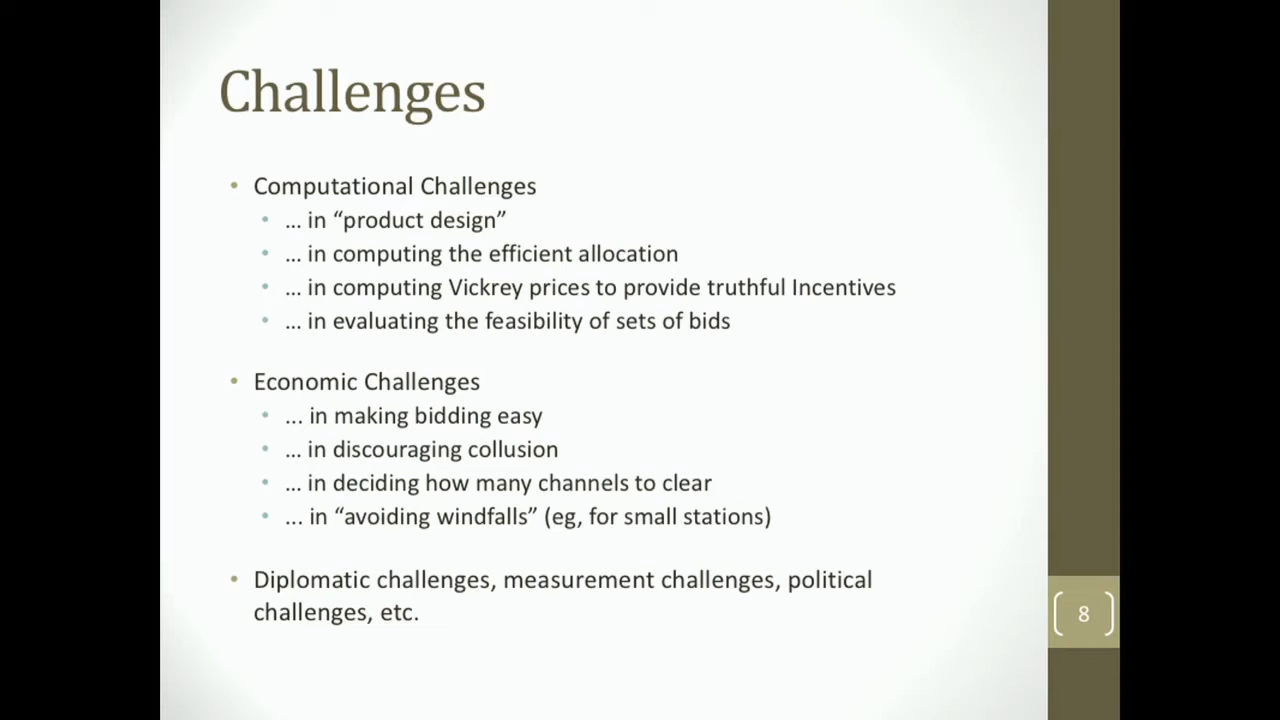 Challenges
• Computational Challenges
• … in “product design”
• … in computing the efficient allocation
• … in computing Vickrey prices to provide truthful Incentives
• … in evaluating the feasibility of sets of bids
• Economic Challenges
• ... in making bidding easy
• … in discouraging collusion
• … in deciding how many channels to clear
• ... in “avoiding windfalls” (eg, for small stations)
• Diplomatic challenges, measurement challenges, political
challenges, etc.
8